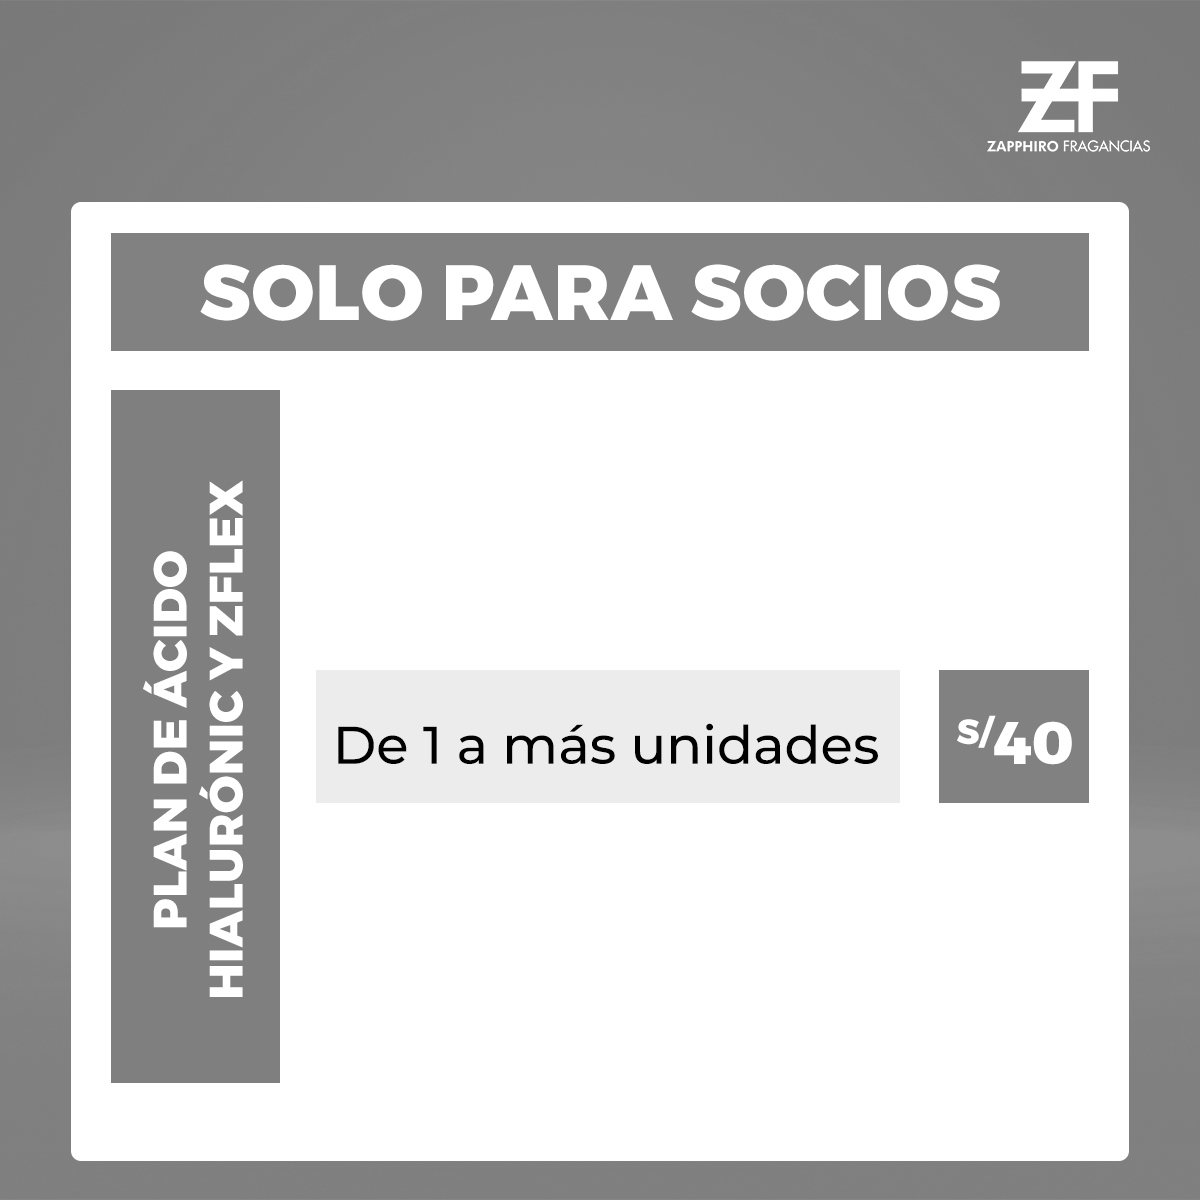 ZF
ZAPPHIRO FRAGANCIAS
SOLO PARA SOCIOS
PLAN DE ÁCIDO
HIALURÓNIC Y ZFLEX
De 1 a más unidades
S/40